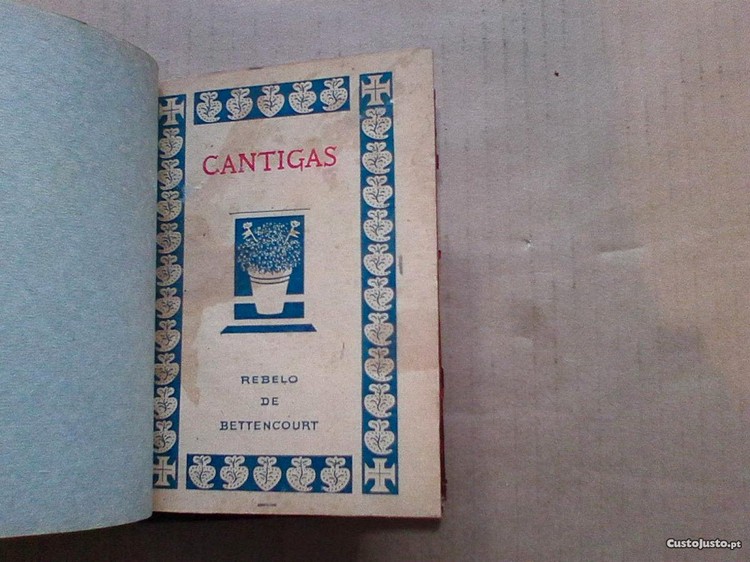 CANTIGAS
REBELO
DE
BETTENCOURT
CustoJusto.pt